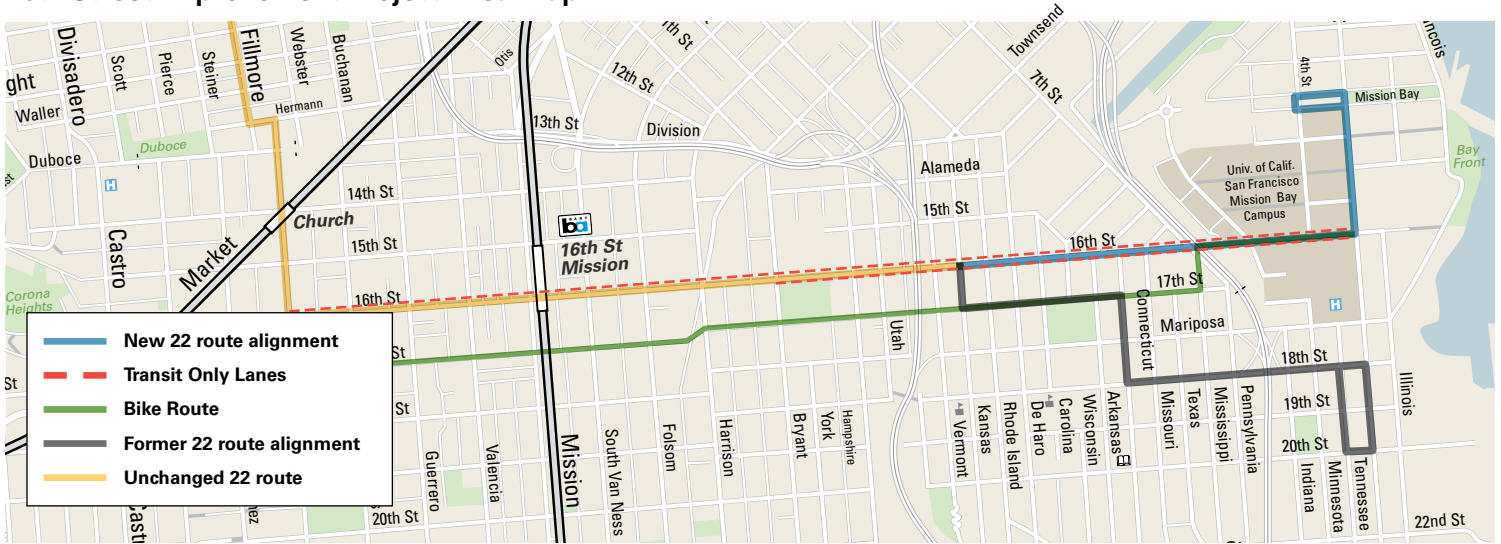 Townsend
Divisadero
Scott
Pierce
Steiner
Fillmore
Webster
Buchanan
Otis
12th St
7th St
4th St
Mission Bay
Waller
Hermann
13th St
Division
Duboce
Duboce
Bay
Front
Alameda
Univ. of Calif.
San Francisco
Mission Bay
Campus
14th St
15th St
Church
Castro
Market
15th St
16th St
Mission
16th St
16th St
17th St
Corona
Heights
Connecticut
Mariposa
Utah
18th St
New 22 route alignment
Transit Only Lanes
Bike Route
Former 22 route alignment
Unchanged 22 route
St
St
St
Guerrero
Valencia
Mission
South Van Ness
Folsom
Harrison
Bryant
York
Hampshire
Vermont
Kansas
Rhode Island
De Haro
Carolina
Wisconsin
Arkansas
Missouri
Texas
Mississippi
Pennsylvania
19th St
20th St
Indiana
Minnesota
Tennessee
Illinois
20th St
22nd St